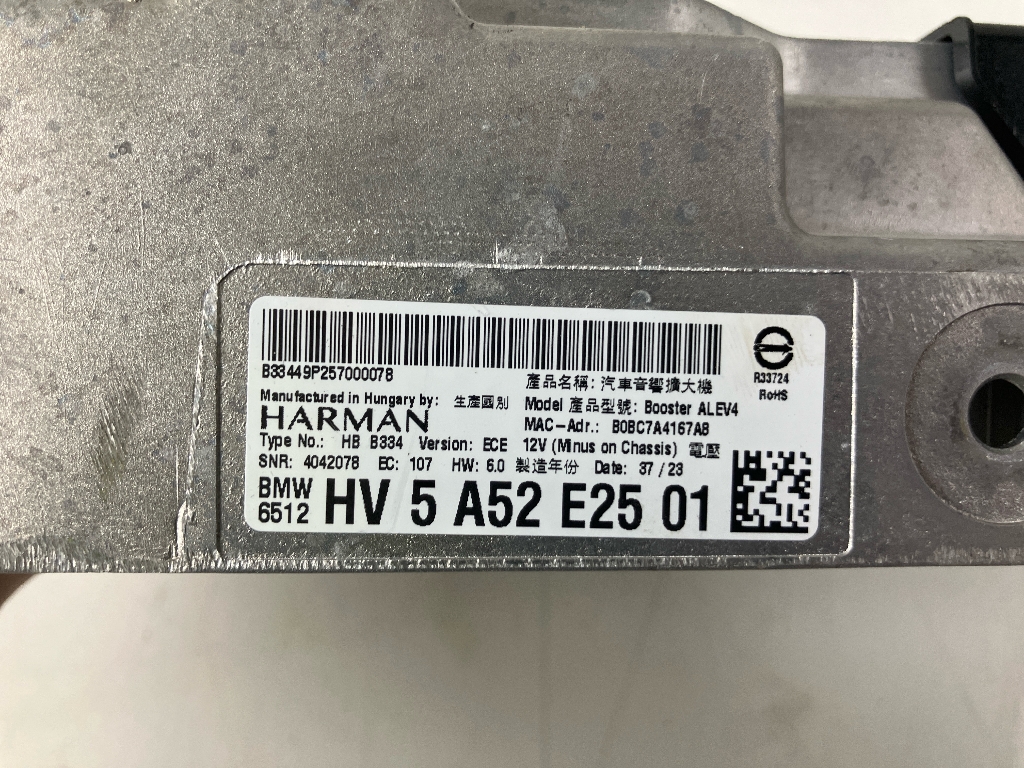 B33449P257000078
R33724
RoHS
產品名稱: 汽車音響擴大機
Manufactured in Hungary by: 生產國別
Model 產品型號: Booster ALEV4
HARMAN
MAC-Adr.: B0BC7A4167A8
Type No.: HB B334 Version: ECE 12V (Minus on Chassis) 電壓
SNR: 4042078 EC: 107 HW: 6.0 製造年份 Date: 37/23
BMW
6512 HV 5 A52 E25 01